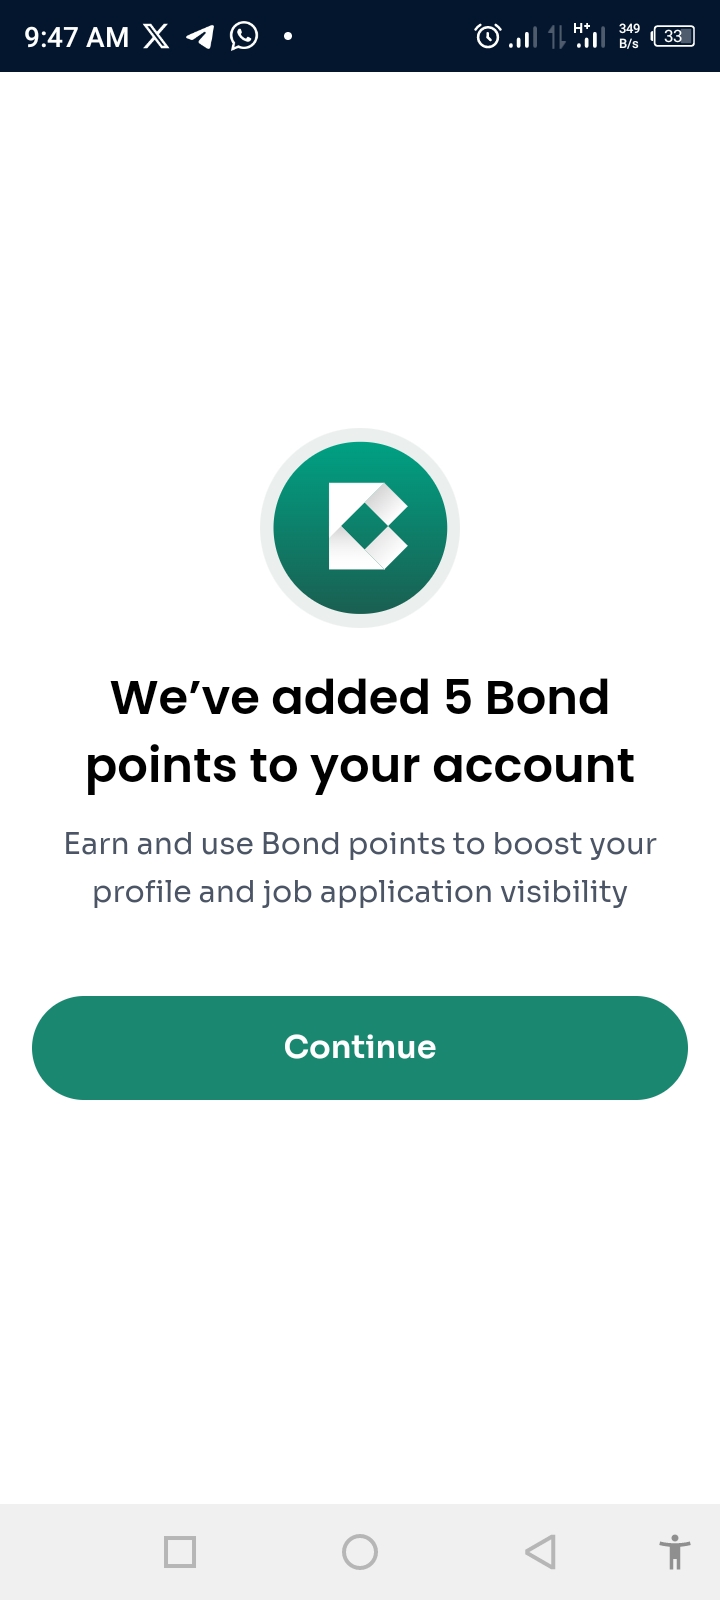 9:47 AM
H+
349
B/s
33
We’ve added 5 Bond
points to your account
Earn and use Bond points to boost your
profile and job application visibility
Continue